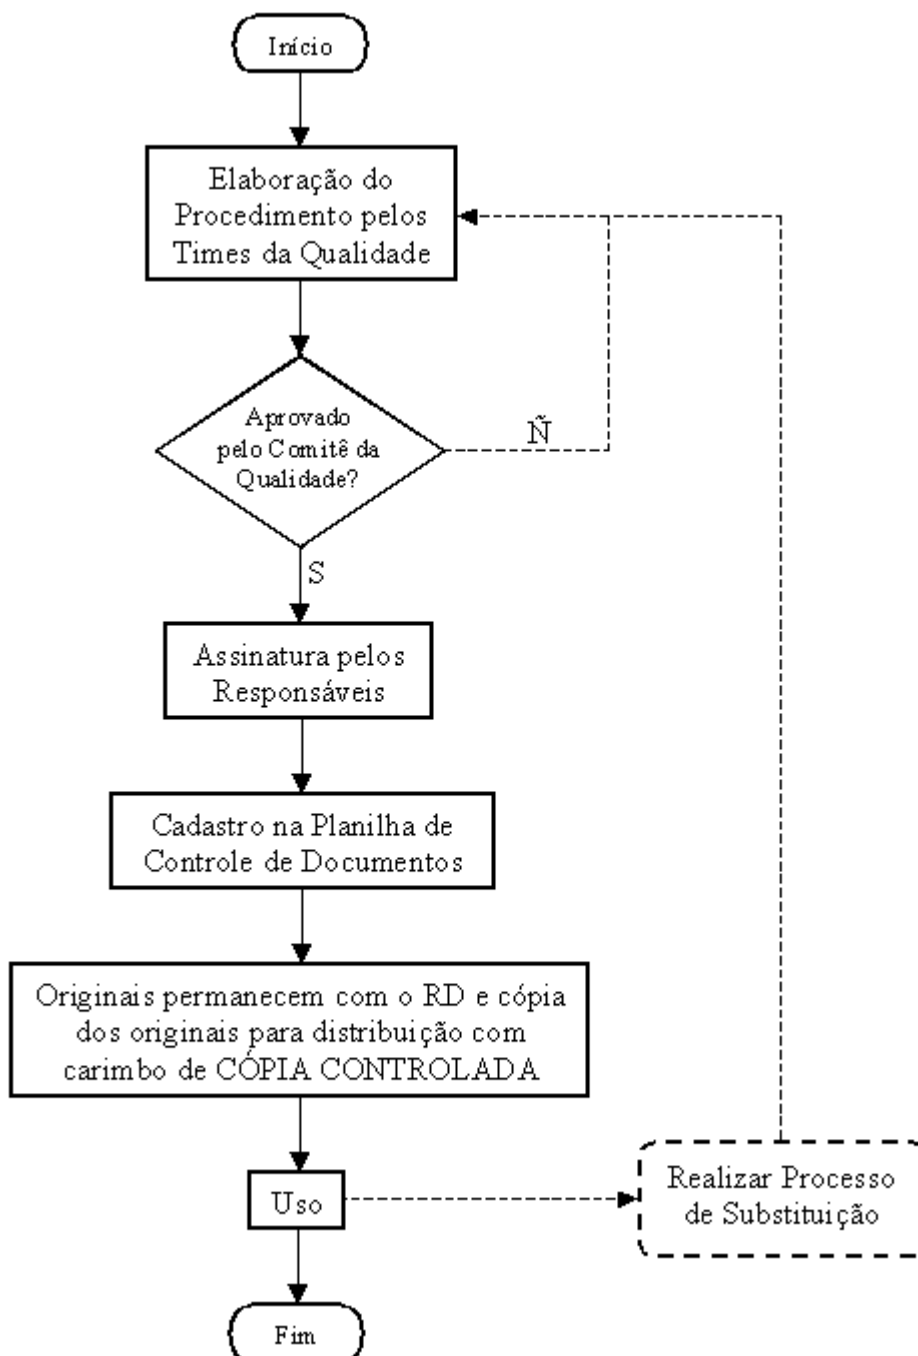 Início
Elaboração do
Procedimento pelos
Times da Qualidade
Aprovado
pelo Comitê da
Qualidade?
Ñ
S
Assinatura pelos
Responsáveis
Cadastro na Planilha de
Controle de Documentos
Originais permanecem com o RD e cópia
dos originais para distribuição com
carimbo de CÓPIA CONTROLADA
Uso
Realizar Processo
de Substituição
Fim